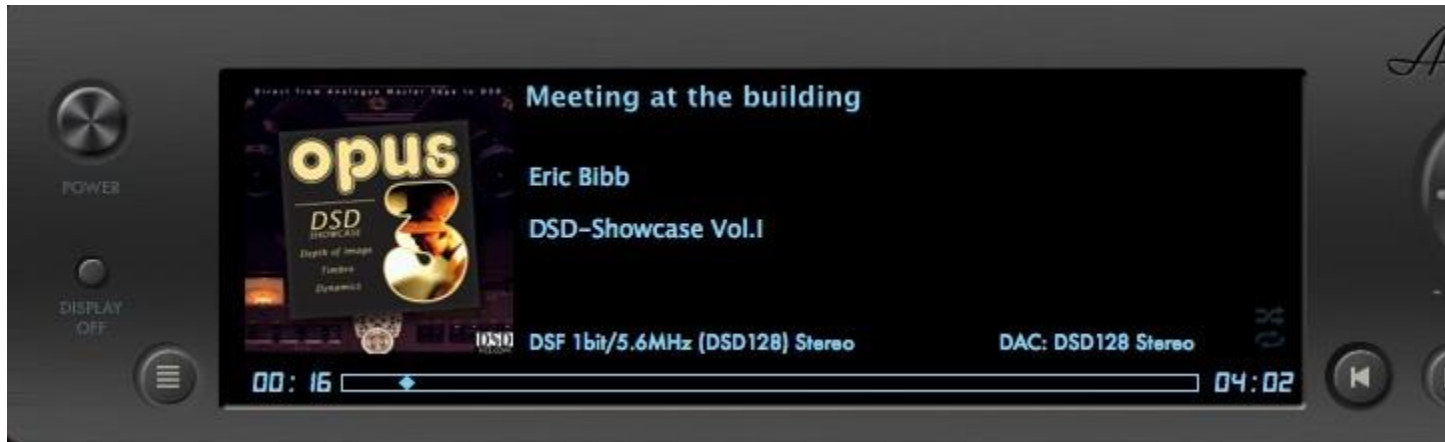 A
Direct from Analogue Master Tape to DSD
Meeting at the building
opus
3
DSD
SHOWCASE
Depth of Image
Timbre
Dynamics
Eric Bibb
DSD-Showcase Vol.I
POWER
DISPLAY
OFF
DSD
DSF 1bit/5.6MHz (DSD128) Stereo
DAC: DSD128 Stereo
00:16
04:02